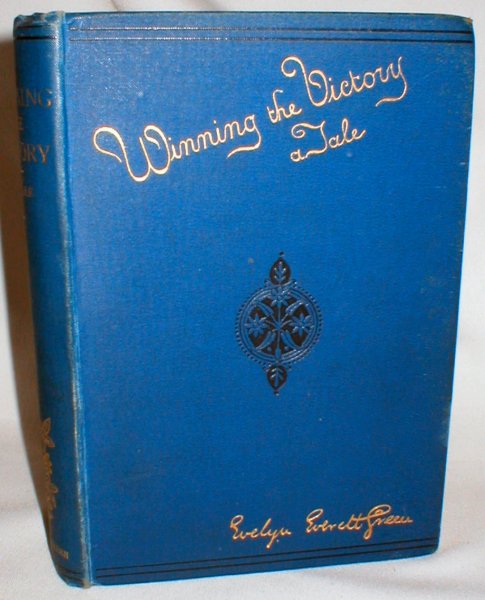 Winning the Victory
a Tale
Evelyn Everett-Green